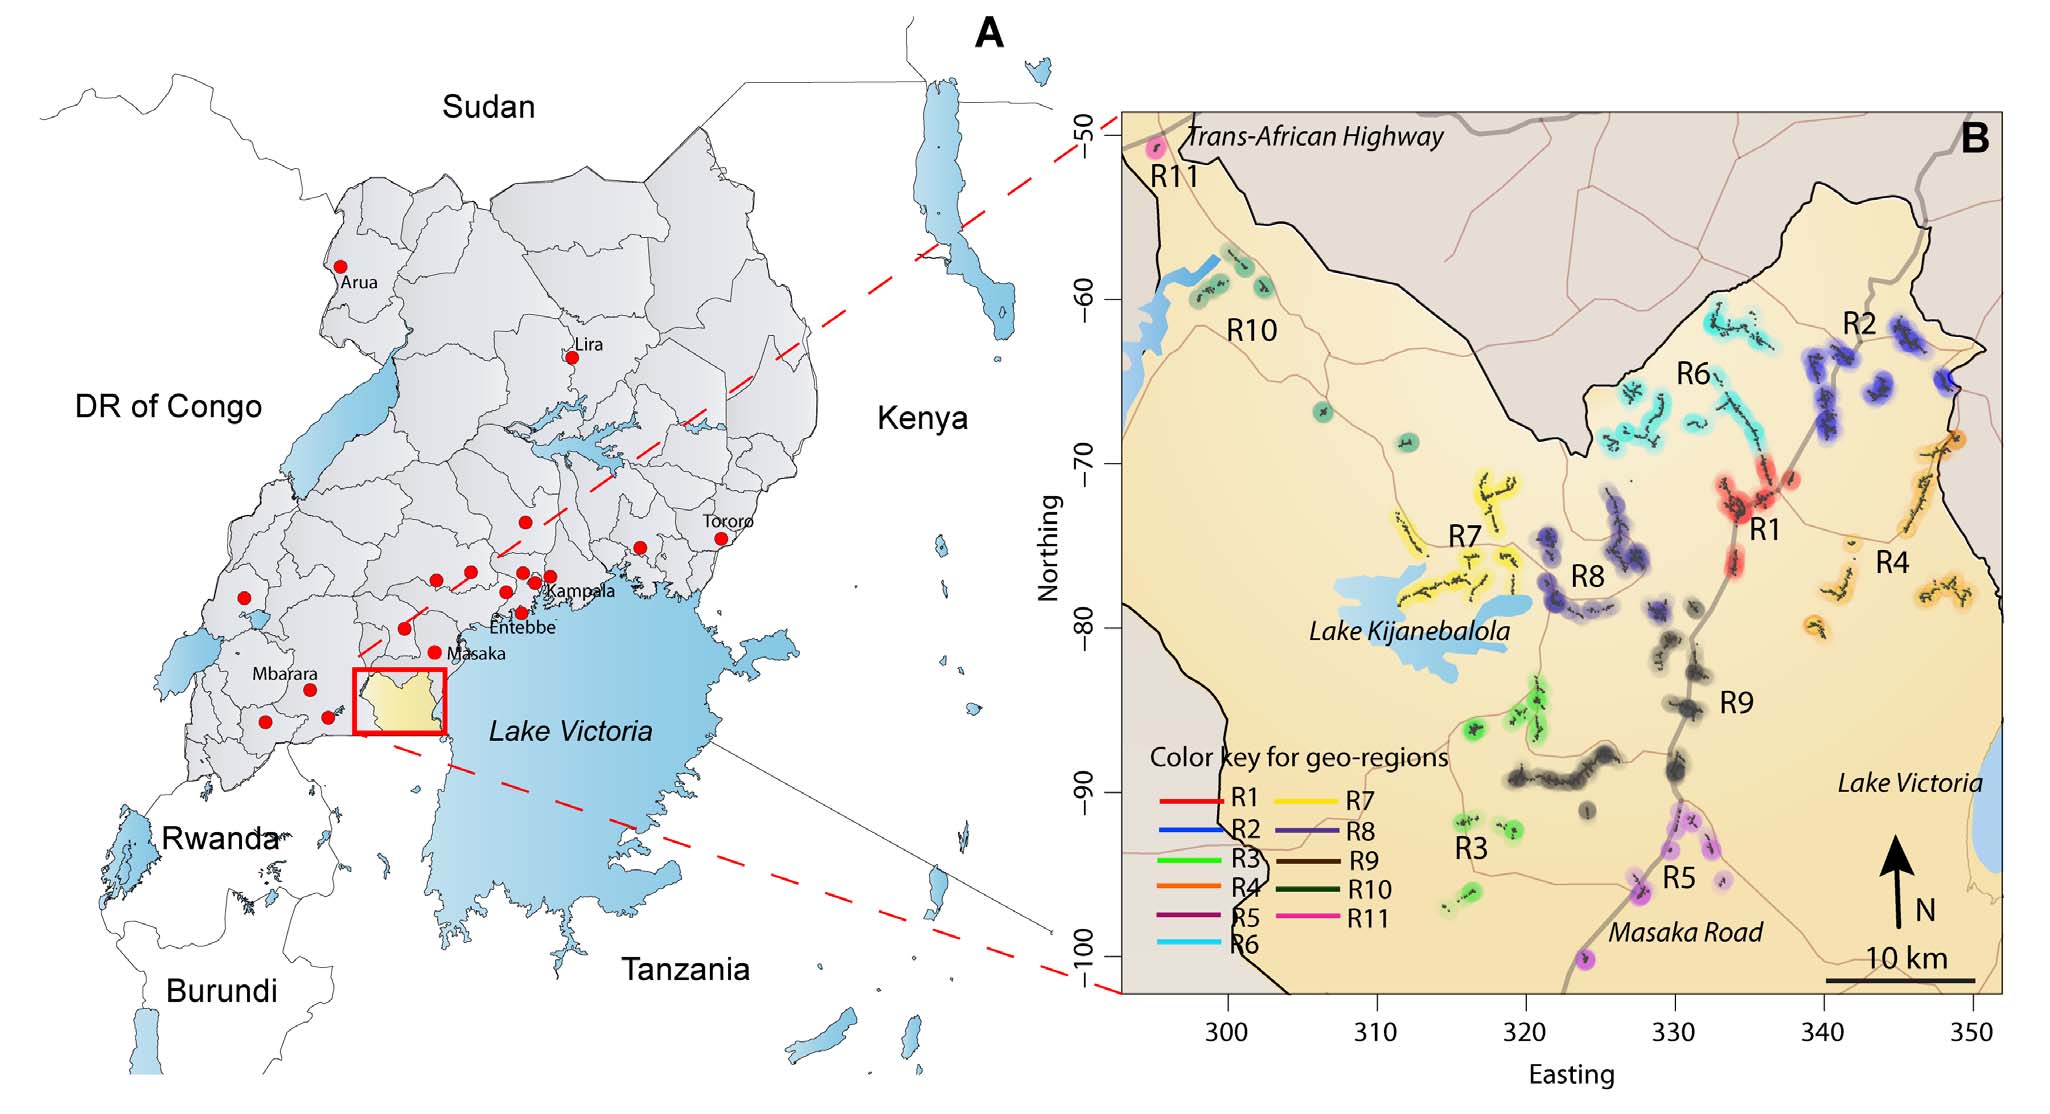 A
Sudan
Arua
Lira
DR of Congo
Kenya
Tororo
Kampala
Entebbe
Masaka
Mbarara
Lake Victoria
Rwanda
Tanzania
Burundi
B
Trans-African Highway
R11
R10
R2
R6
R1
R7
R4
R8
Lake Kijanebalola
R9
Color key for geo-regions
R1 R7
R2 R8
R3 R9
R4 R10
R5 R11
R6
R3
R5
Lake Victoria
Masaka Road
N
10 km
Northing
-50
-60
-70
-80
-90
-100
300 310 320 330 340 350
Easting